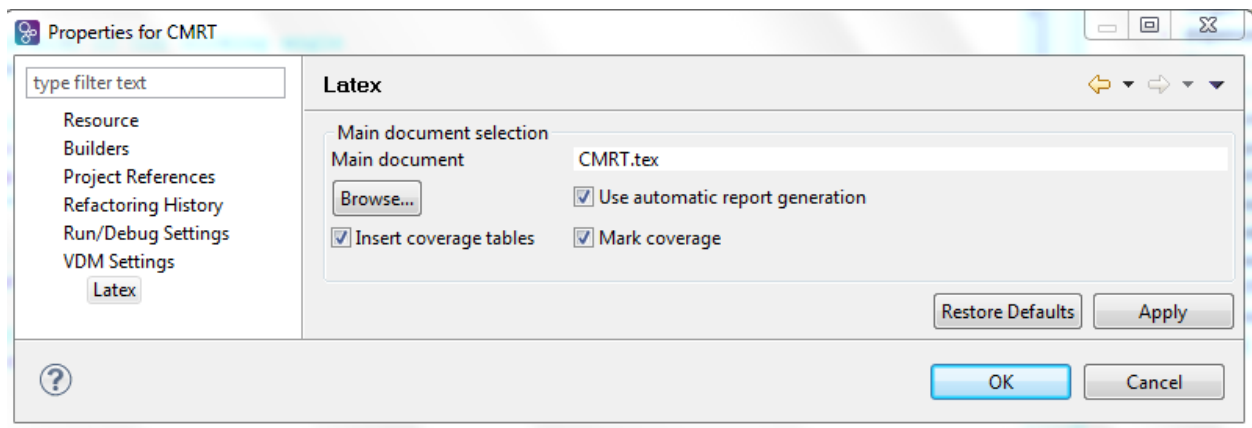 Properties for CMRT
type filter text
Resource
Builders
Project References
Refactoring History
Run/Debug Settings
VDM Settings
Latex
Latex
Main document selection
Main document CMRT.tex
Browse... Use automatic report generation
Insert coverage tables Mark coverage
Restore Defaults Apply
? OK Cancel